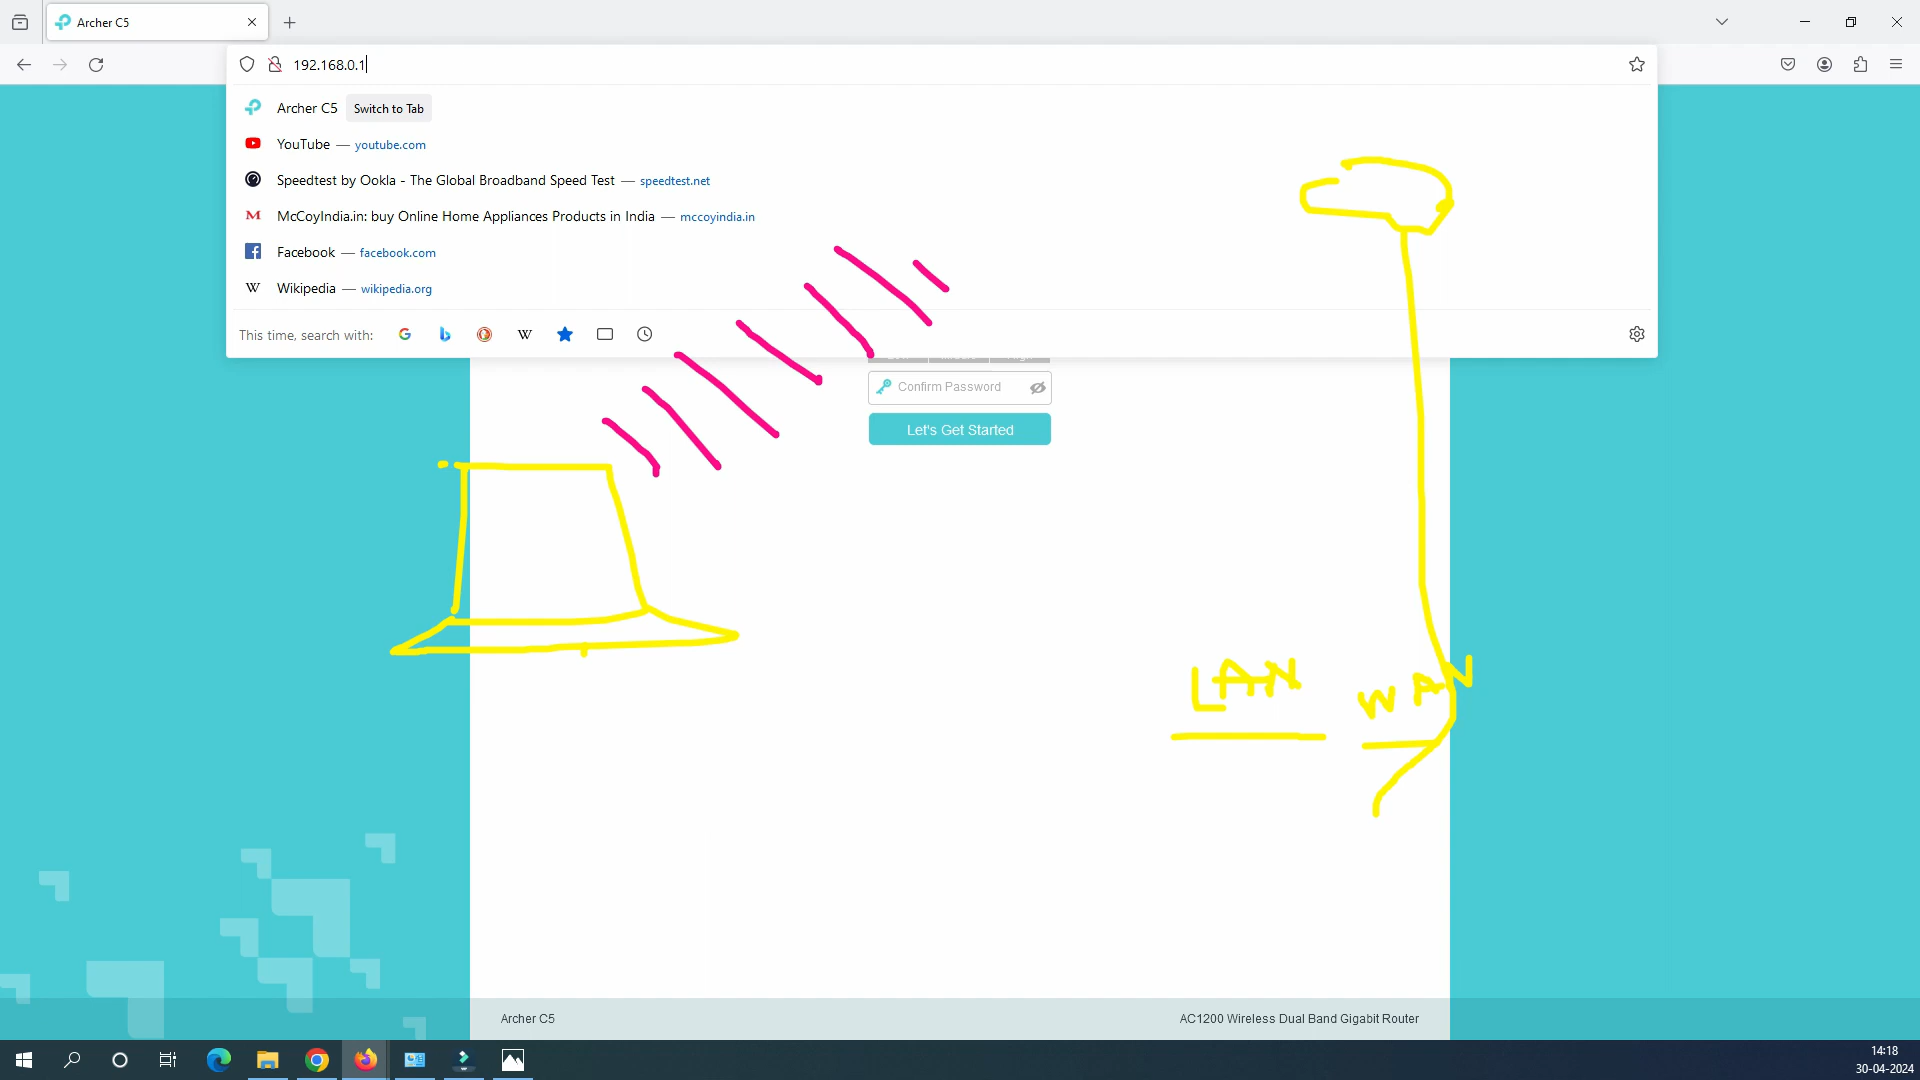 Archer C5
192.168.0.1
Archer C5 Switch to Tab
YouTube — youtube.com
Speedtest by Ookla - The Global Broadband Speed Test — speedtest.net
M McCoyIndia.in: buy Online Home Appliances Products in India — mccoyindia.in
Facebook — facebook.com
W Wikipedia — wikipedia.org
This time, search with: G W
Confirm Password
Let's Get Started
LAN WAN
Archer C5 AC1200 Wireless Dual Band Gigabit Router
14:18
30-04-2024